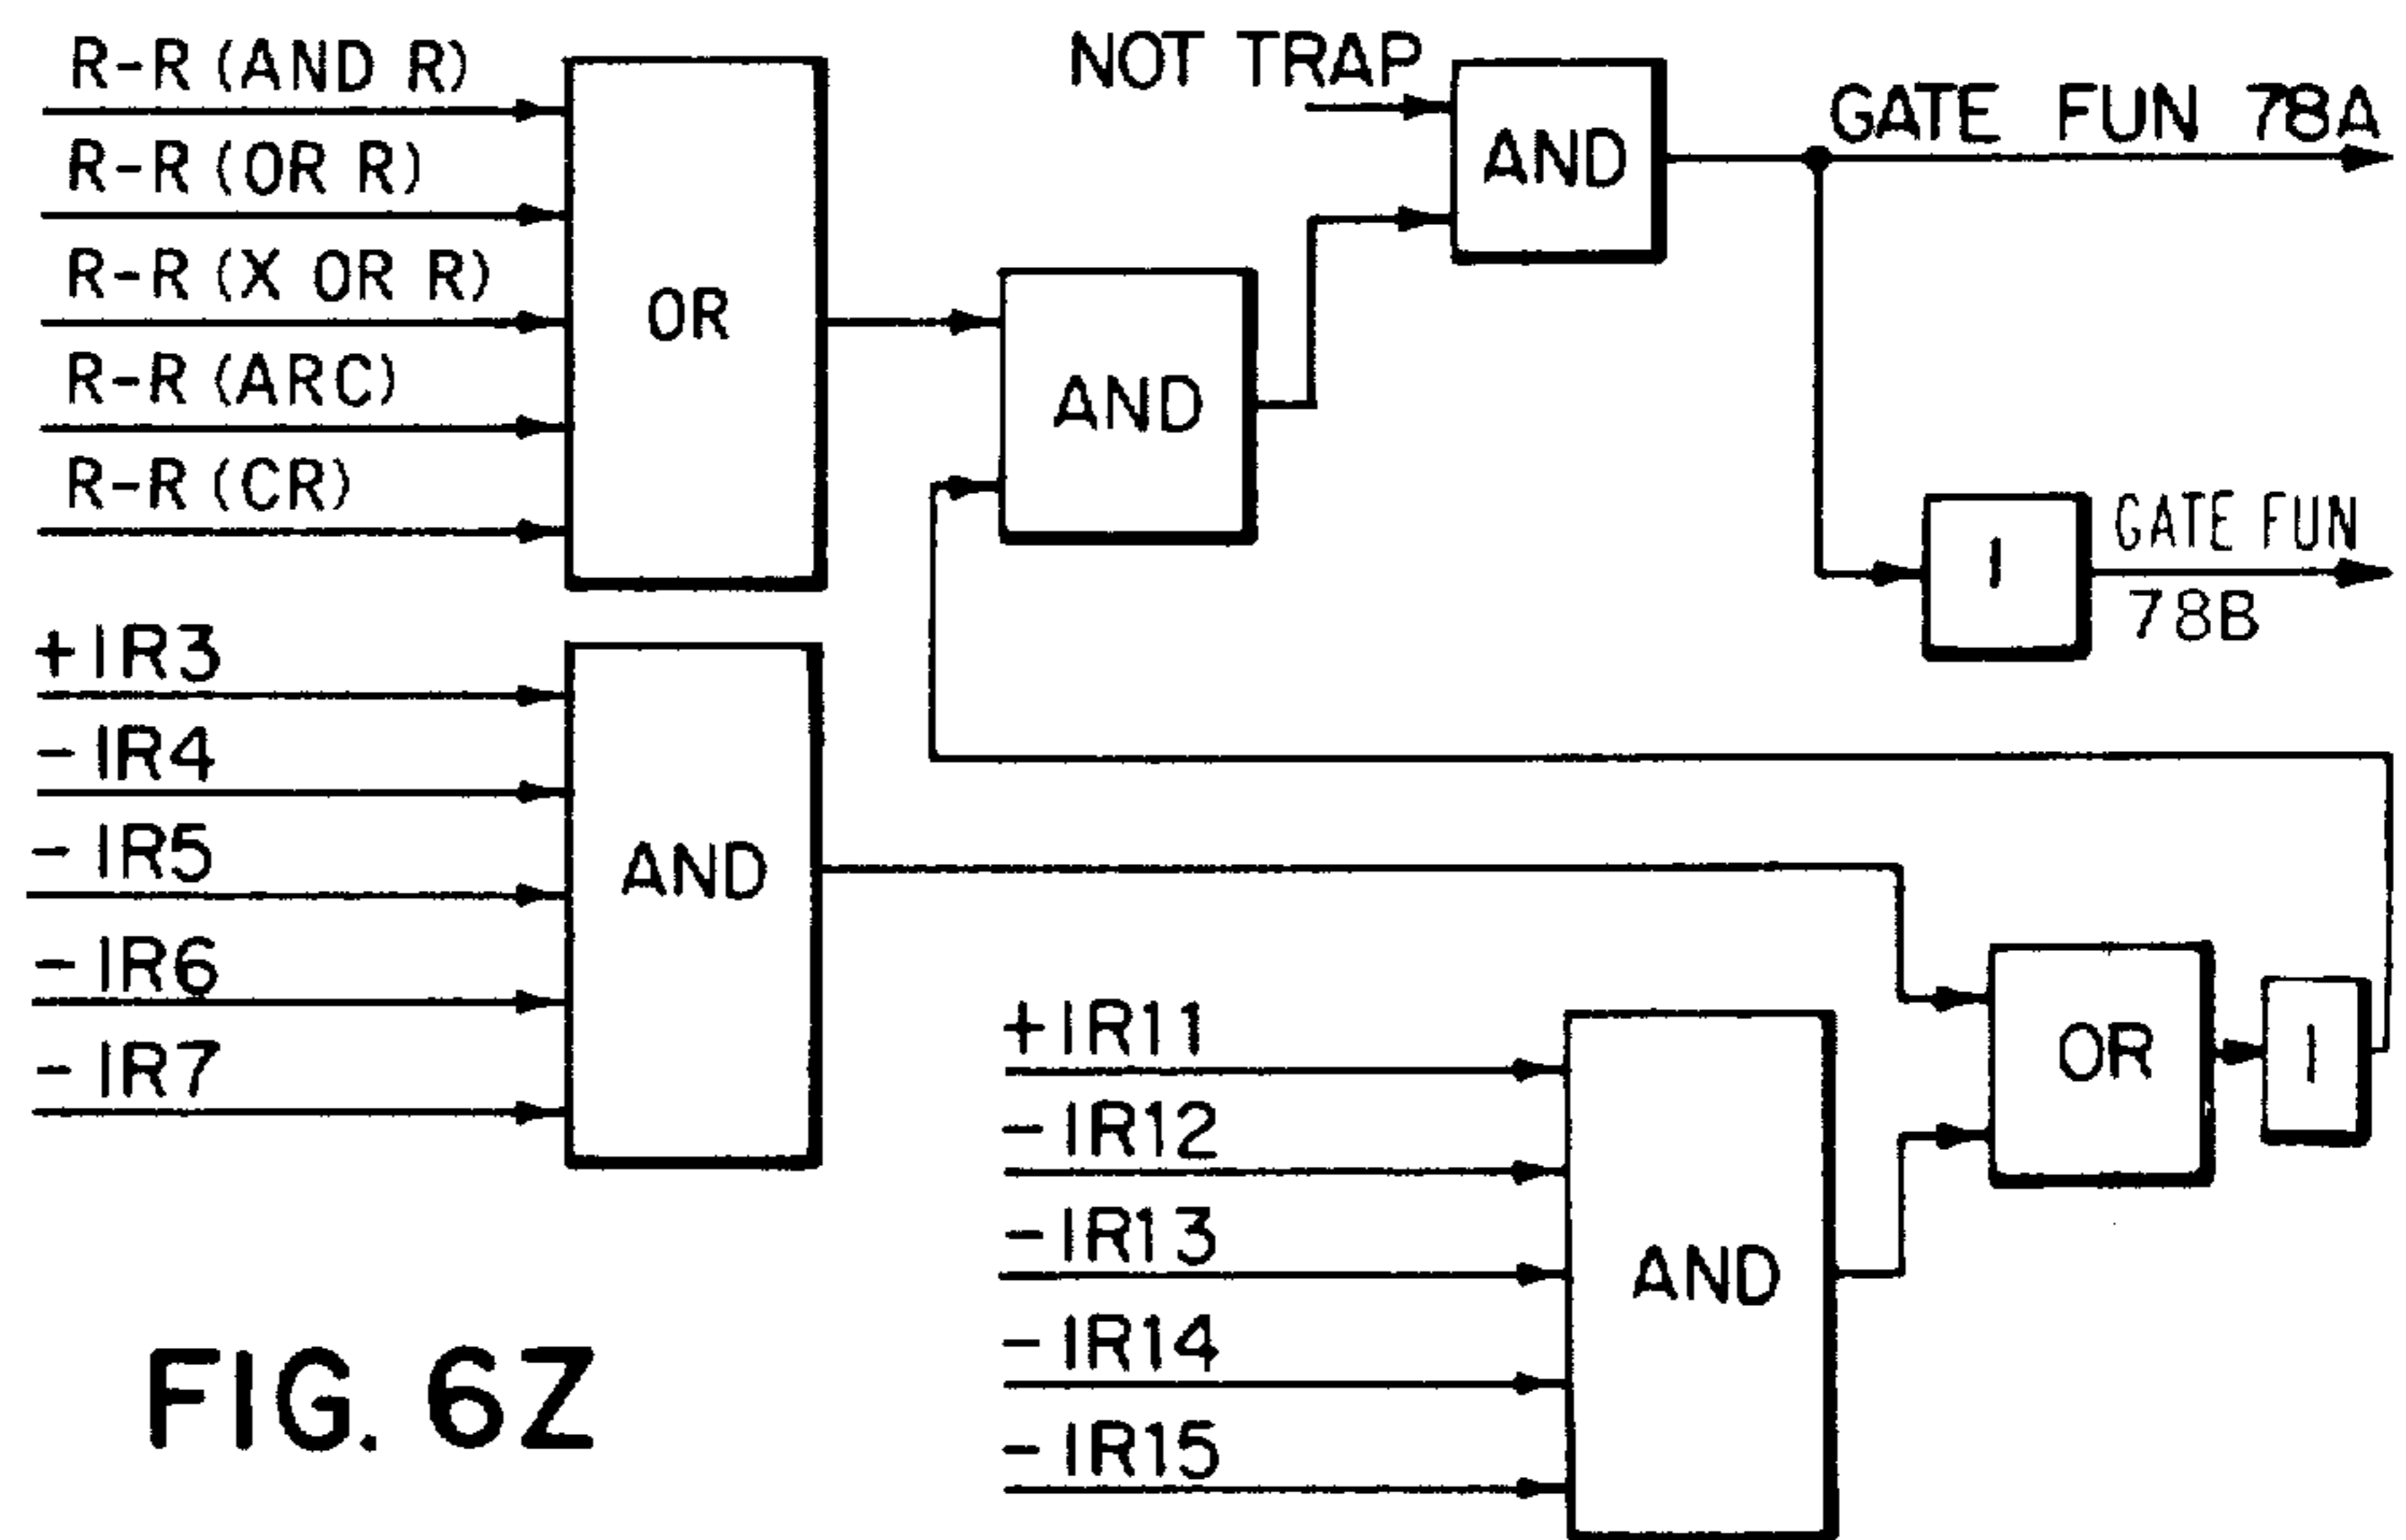 R-R (AND R)
R-R (OR R)
R-R (X OR R)
R-R (ARC)
R-R (CR)
OR
NOT TRAP
AND
GATE FUN 78A
AND
I
GATE FUN
78B
+IR3
-IR4
-IR5
-IR6
-IR7
AND
+IR11
-IR12
-IR13
-IR14
-IR15
AND
OR
I
FIG. 6Z